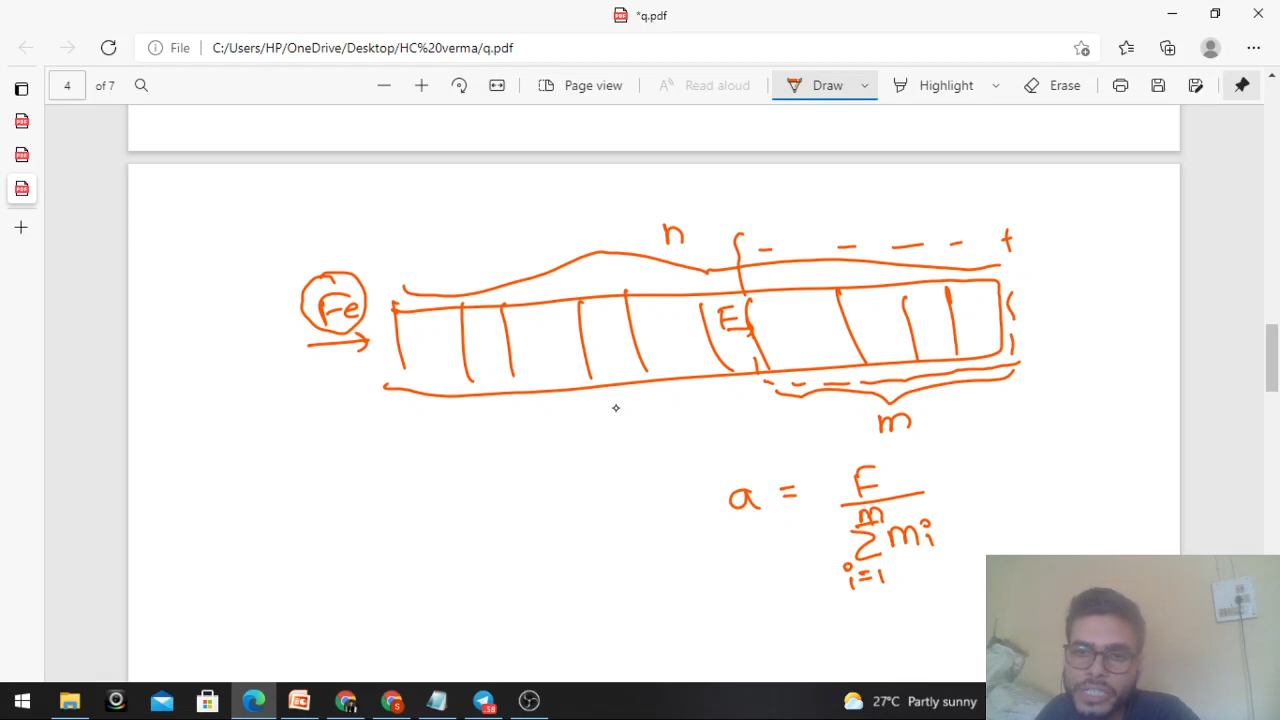 *q.pdf
File C:/Users/HP/OneDrive/Desktop/HC%20verma/q.pdf
4 of 7 Page view Read aloud Draw Highlight Erase
n
Fe
F
m
a = F
m
Σ mi
i=1
27°C Partly sunny